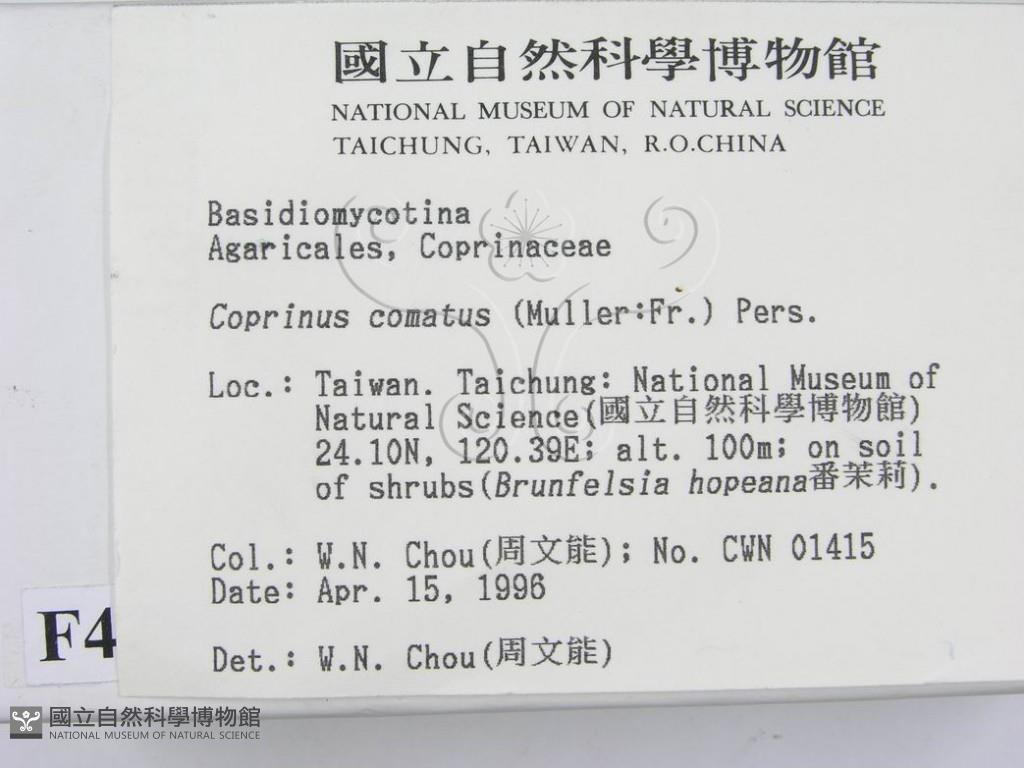 國立自然科學博物館
NATIONAL MUSEUM OF NATURAL SCIENCE
TAICHUNG, TAIWAN, R.O.CHINA
Basidiomycotina
Agaricales, Coprinaceae
Coprinus comatus (Muller:Fr.) Pers.
Loc.: Taiwan. Taichung: National Museum of
Natural Science(國立自然科學博物館)
24.10N, 120.39E; alt. 100m; on soil
of shrubs(Brunfelsia hopeana番茉莉).
Col.: W.N. Chou(周文能); No. CWN 01415
Date: Apr. 15, 1996
Det.: W.N. Chou(周文能)
F4
國立自然科學博物館
NATIONAL MUSEUM OF NATURAL SCIENCE